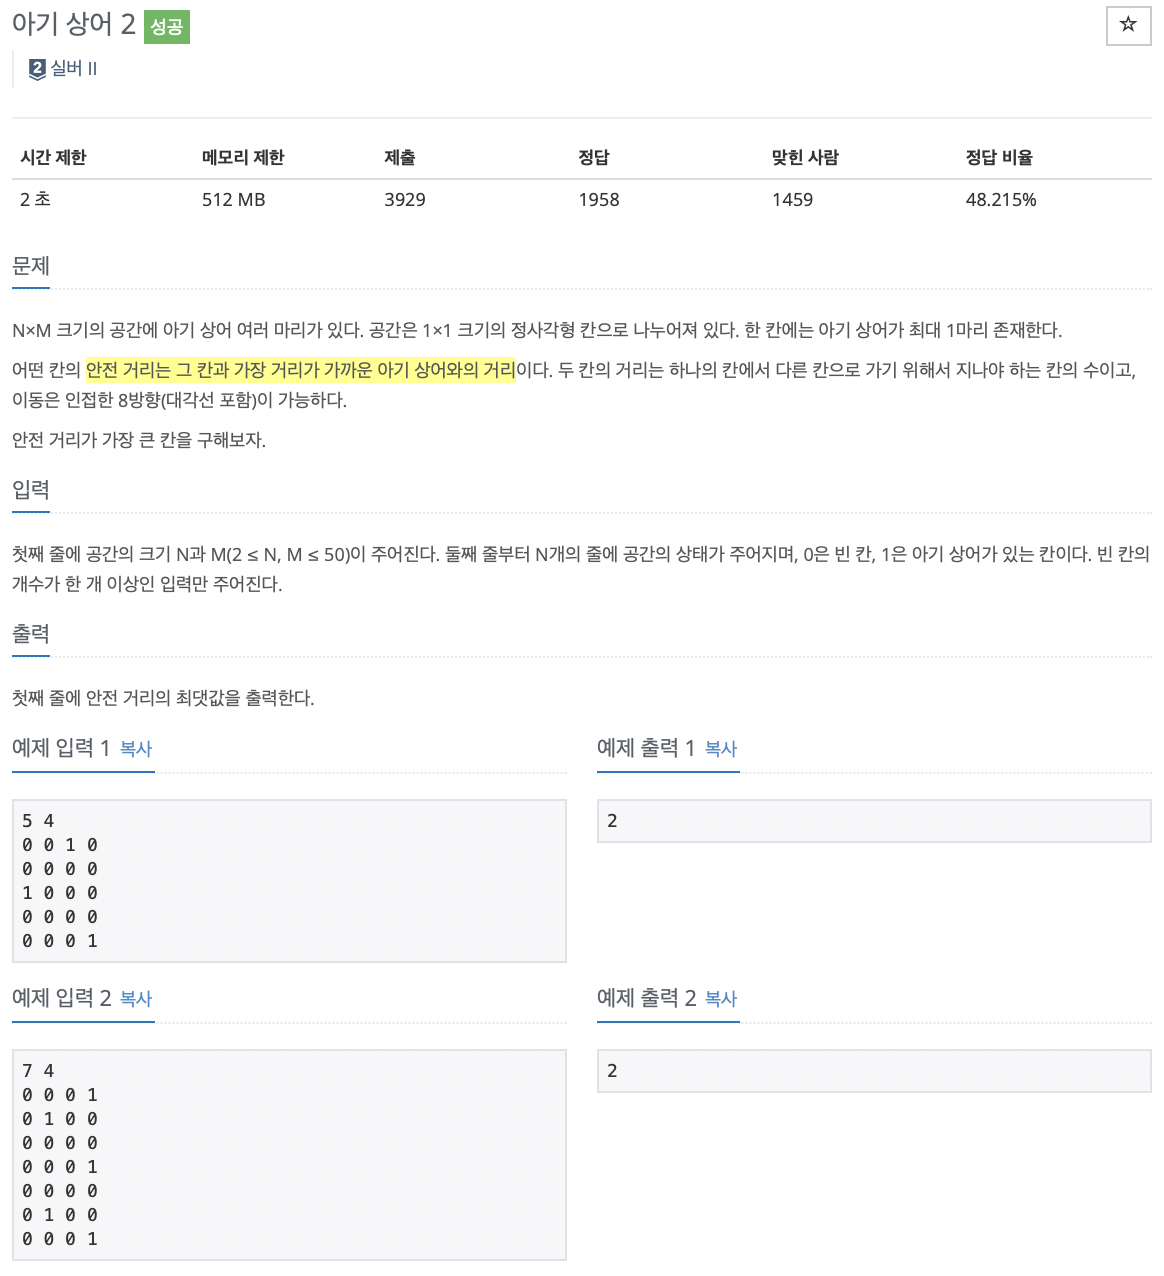 아기 상어 2 성공
☆
2 실버 II
시간 제한 메모리 제한 제출 정답 맞힌 사람 정답 비율
2 초 512 MB 3929 1958 1459 48.215%
문제
N×M 크기의 공간에 아기 상어 여러 마리가 있다. 공간은 1×1 크기의 정사각형 칸으로 나누어져 있다. 한 칸에는 아기 상어가 최대 1마리 존재한다.
어떤 칸의 안전 거리는 그 칸과 가장 거리가 가까운 아기 상어와의 거리이다. 두 칸의 거리는 하나의 칸에서 다른 칸으로 가기 위해서 지나야 하는 칸의 수이고,
이동은 인접한 8방향(대각선 포함)이 가능하다.
안전 거리가 가장 큰 칸을 구해보자.
입력
첫째 줄에 공간의 크기 N과 M(2 ≤ N, M ≤ 50)이 주어진다. 둘째 줄부터 N개의 줄에 공간의 상태가 주어지며, 0은 빈 칸, 1은 아기 상어가 있는 칸이다. 빈 칸의
개수가 한 개 이상인 입력만 주어진다.
출력
첫째 줄에 안전 거리의 최댓값을 출력한다.
예제 입력 1 복사
5 4
0 0 1 0
0 0 0 0
1 0 0 0
0 0 0 0
0 0 0 1
예제 출력 1 복사
2
예제 입력 2 복사
7 4
0 0 0 1
0 1 0 0
0 0 0 0
0 0 0 1
0 0 0 0
0 1 0 0
0 0 0 1
예제 출력 2 복사
2